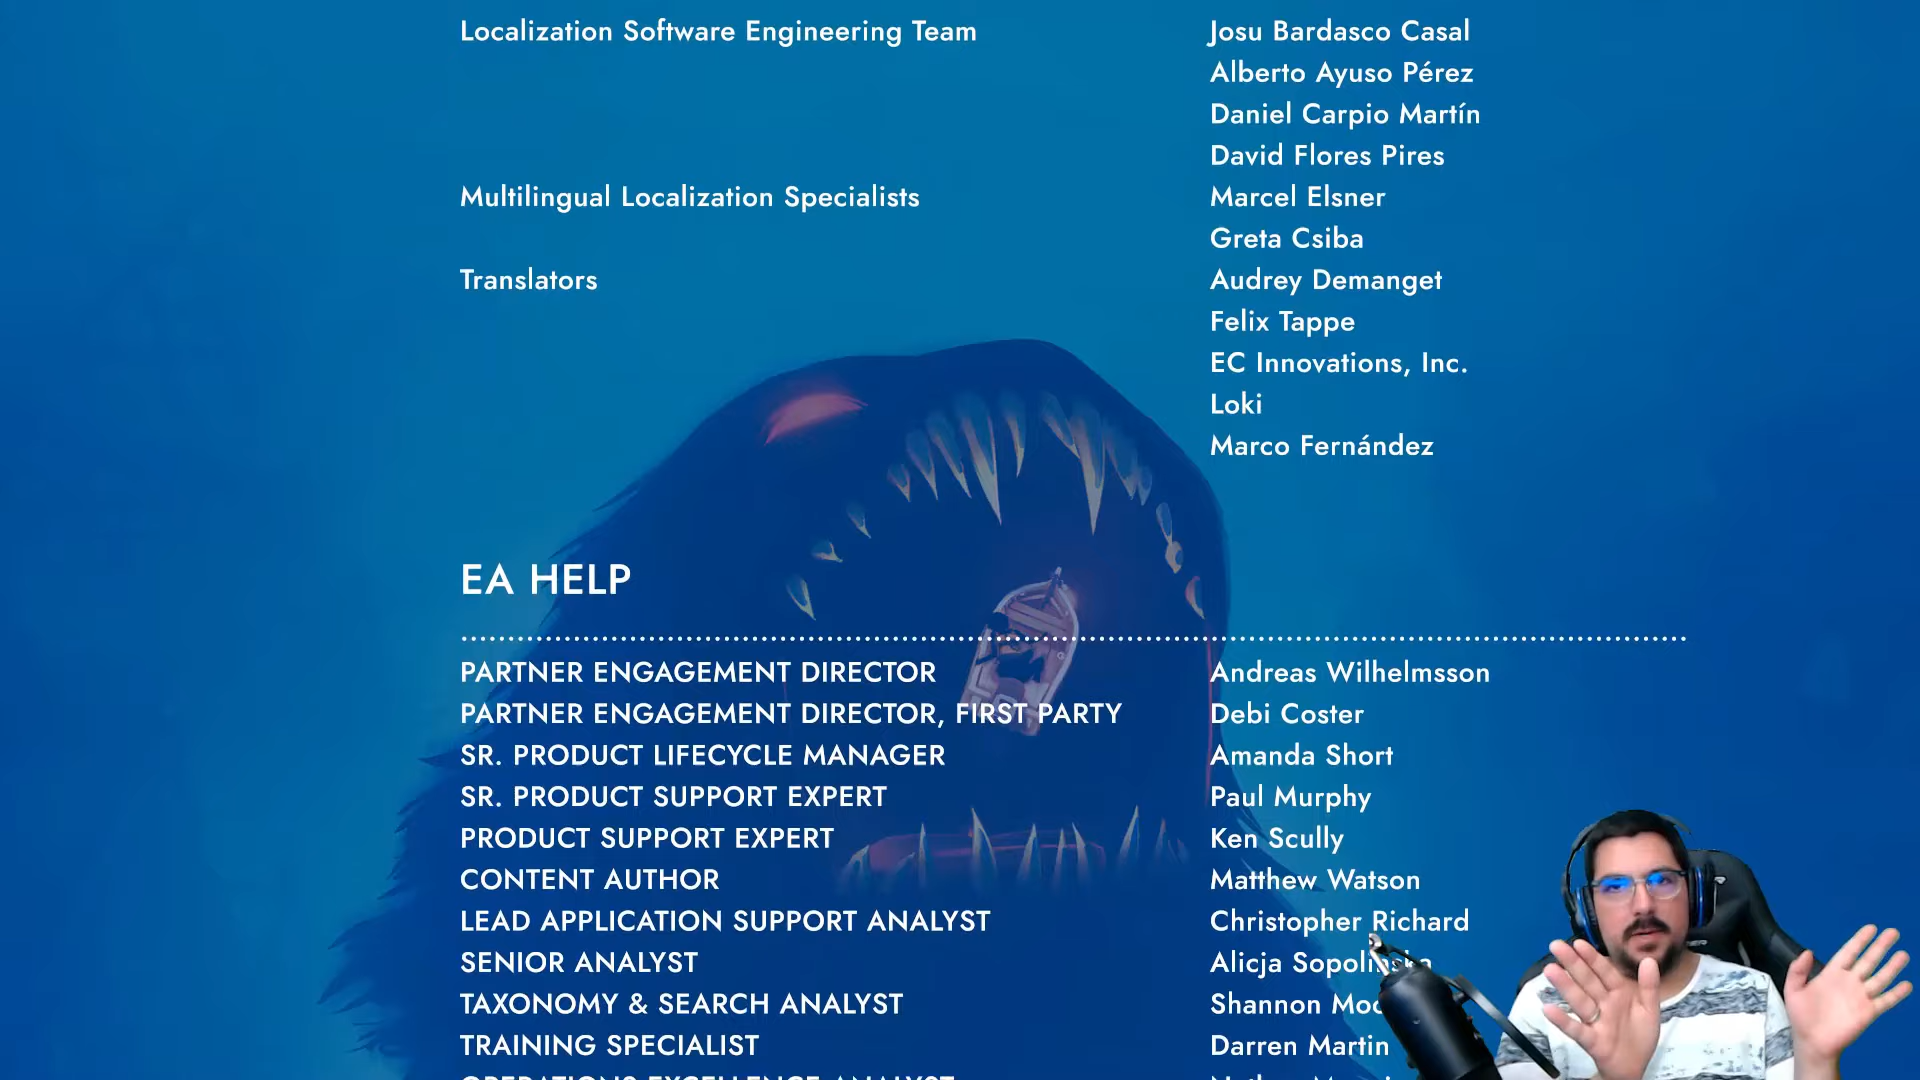 Localization Software Engineering Team Josu Bardasco Casal
Alberto Ayuso Pérez
Daniel Carpio Martín
David Flores Pires
Multilingual Localization Specialists Marcel Elsner
Greta Csiba
Translators Audrey Demanget
Felix Tappe
EC Innovations, Inc.
Loki
Marco Fernández
EA HELP
PARTNER ENGAGEMENT DIRECTOR Andreas Wilhelmsson
PARTNER ENGAGEMENT DIRECTOR, FIRST PARTY Debi Coster
SR. PRODUCT LIFECYCLE MANAGER Amanda Short
SR. PRODUCT SUPPORT EXPERT Paul Murphy
PRODUCT SUPPORT EXPERT Ken Scully
CONTENT AUTHOR Matthew Watson
LEAD APPLICATION SUPPORT ANALYST Christopher Richard
SENIOR ANALYST Alicja Sopolinska
TAXONOMY & SEARCH ANALYST Shannon
TRAINING SPECIALIST Darren Martin
OPERATIONS EXCELLENCE ANALYST